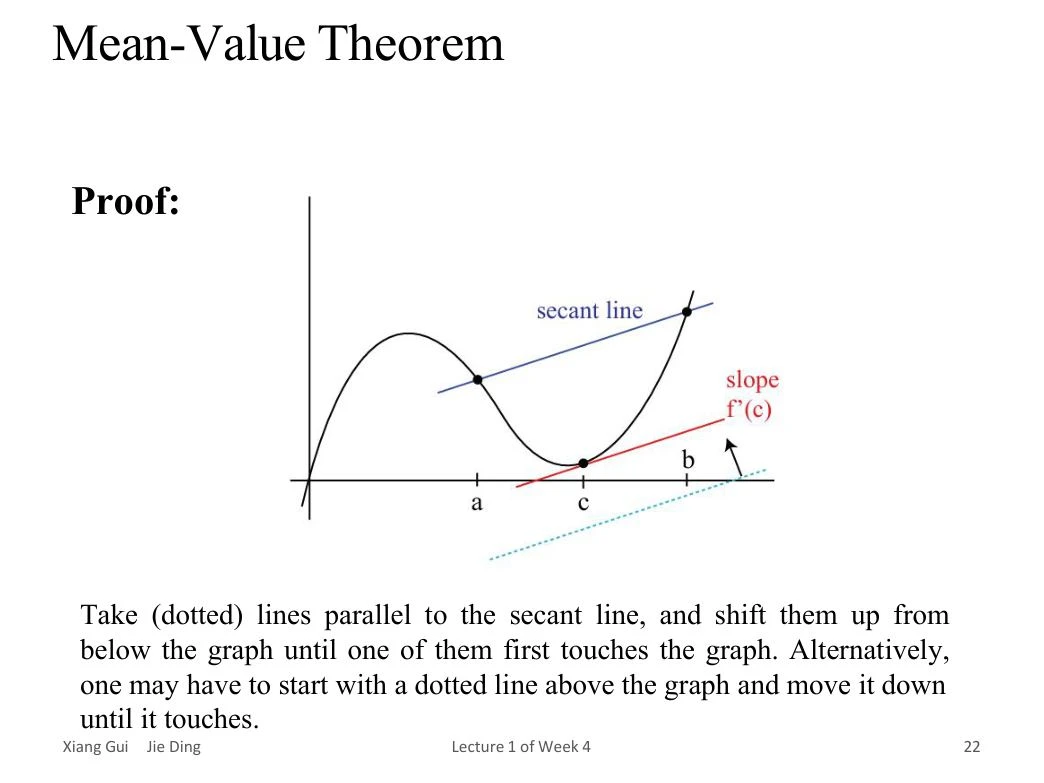 Mean-Value Theorem
Proof:
secant line
slope
f’(c)
b
a
c
Take (dotted) lines parallel to the secant line, and shift them up from
below the graph until one of them first touches the graph. Alternatively,
one may have to start with a dotted line above the graph and move it down
until it touches.
Xiang Gui Jie Ding
Lecture 1 of Week 4
22